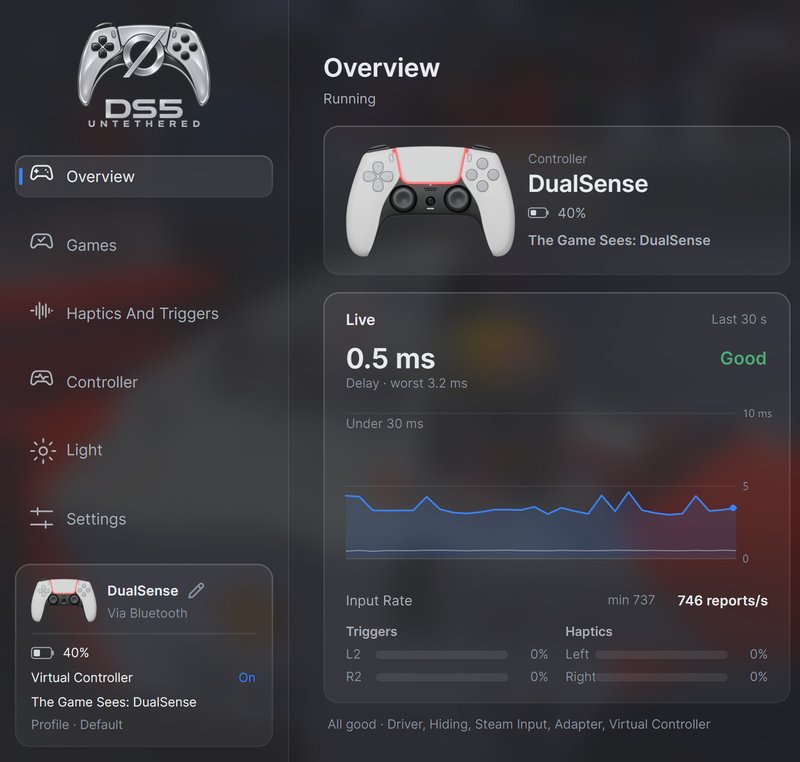 DS5
UNTETHERED
Overview
Games
Haptics And Triggers
Controller
Light
Settings
DualSense
Via Bluetooth
40%
Virtual Controller On
The Game Sees: DualSense
Profile · Default
Overview
Running
Controller
DualSense
40%
The Game Sees: DualSense
Live Last 30 s
0.5 ms Good
Delay · worst 3.2 ms
10 ms
Under 30 ms
5
0
Input Rate min 737 746 reports/s
Triggers Haptics
L2 0% Left 0%
R2 0% Right 0%
All good · Driver, Hiding, Steam Input, Adapter, Virtual Controller